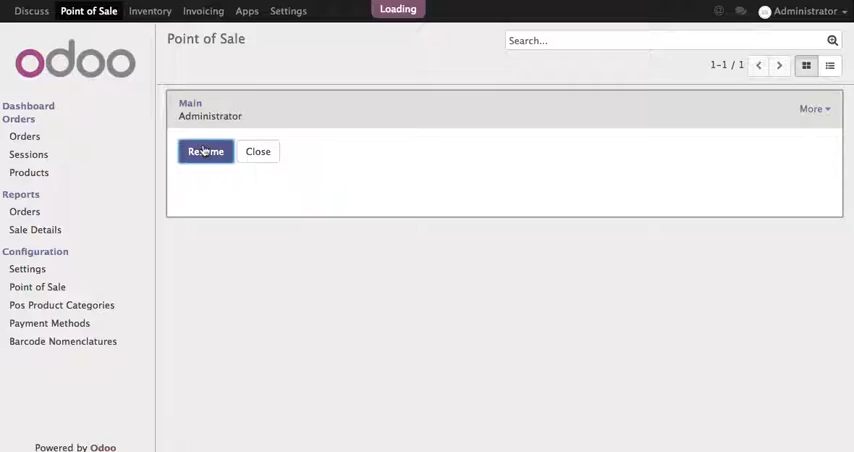 Discuss Point of Sale Inventory Invoicing Apps Settings Loading Administrator
odoo
Point of Sale
Search...
1-1 / 1
Dashboard
Orders
Orders
Sessions
Products
Reports
Orders
Sale Details
Configuration
Settings
Point of Sale
Pos Product Categories
Payment Methods
Barcode Nomenclatures
Powered by Odoo
Main
Administrator
More
Close